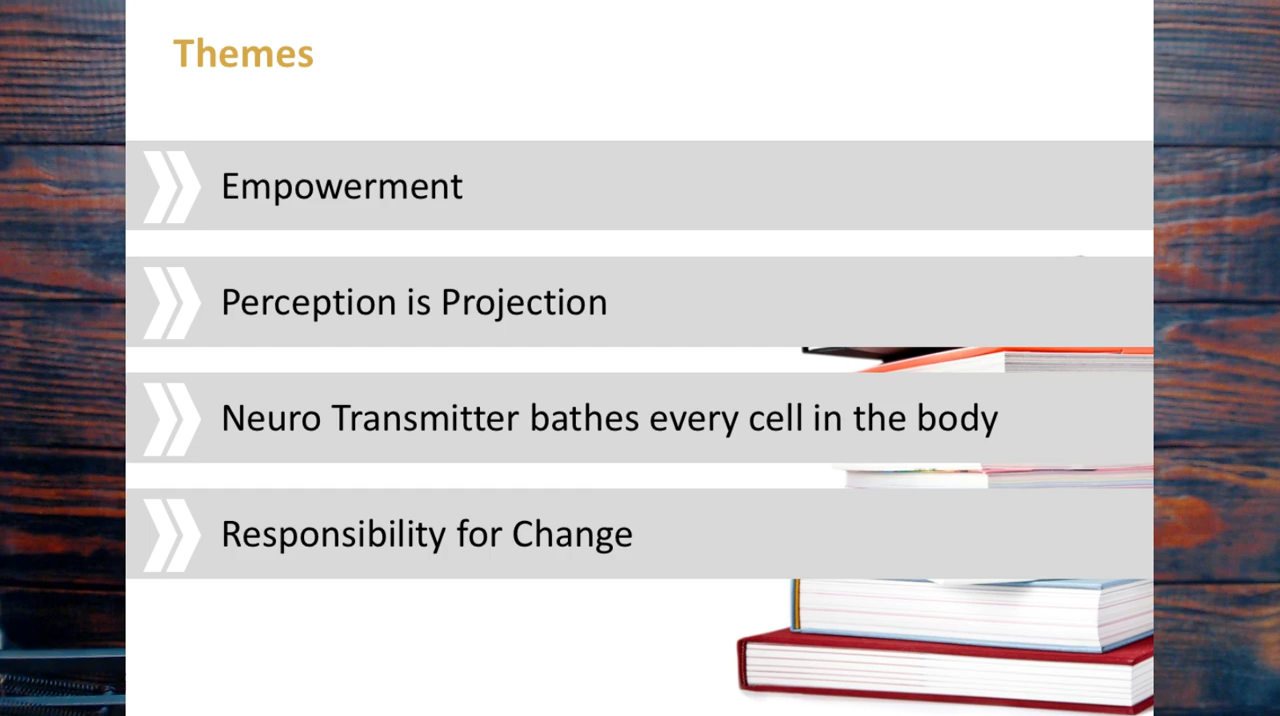 Themes
Empowerment
Perception is Projection
Neuro Transmitter bathes every cell in the body
Responsibility for Change